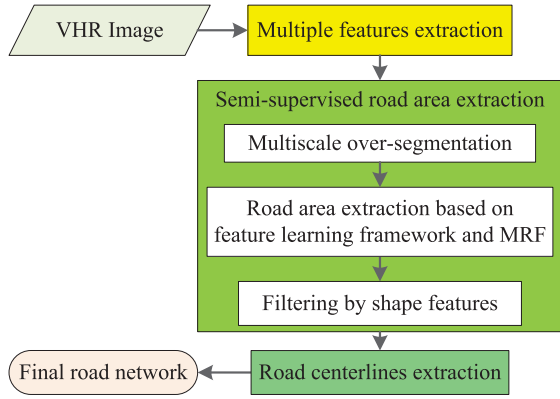 VHR Image
Multiple features extraction
Semi-supervised road area extraction
Multiscale over-segmentation
Road area extraction based on
feature learning framework and MRF
Filtering by shape features
Final road network
Road centerlines extraction